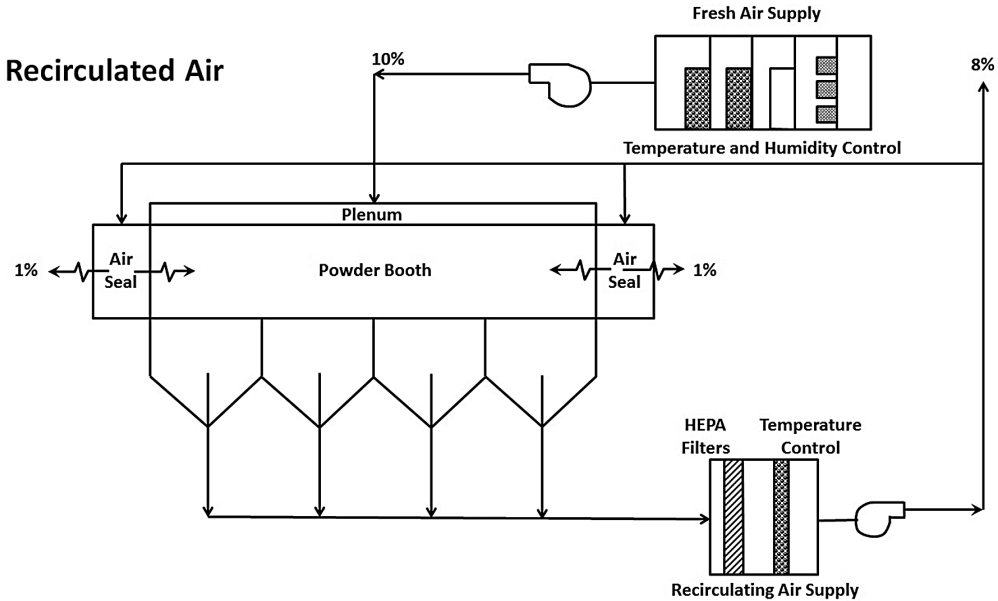 Fresh Air Supply
10%
Recirculated Air
8%
Temperature and Humidity Control
Plenum
1%
Air
Seal
Powder Booth
Air
Seal
1%
HEPA
Filters
Temperature
Control
Recirculating Air Supply